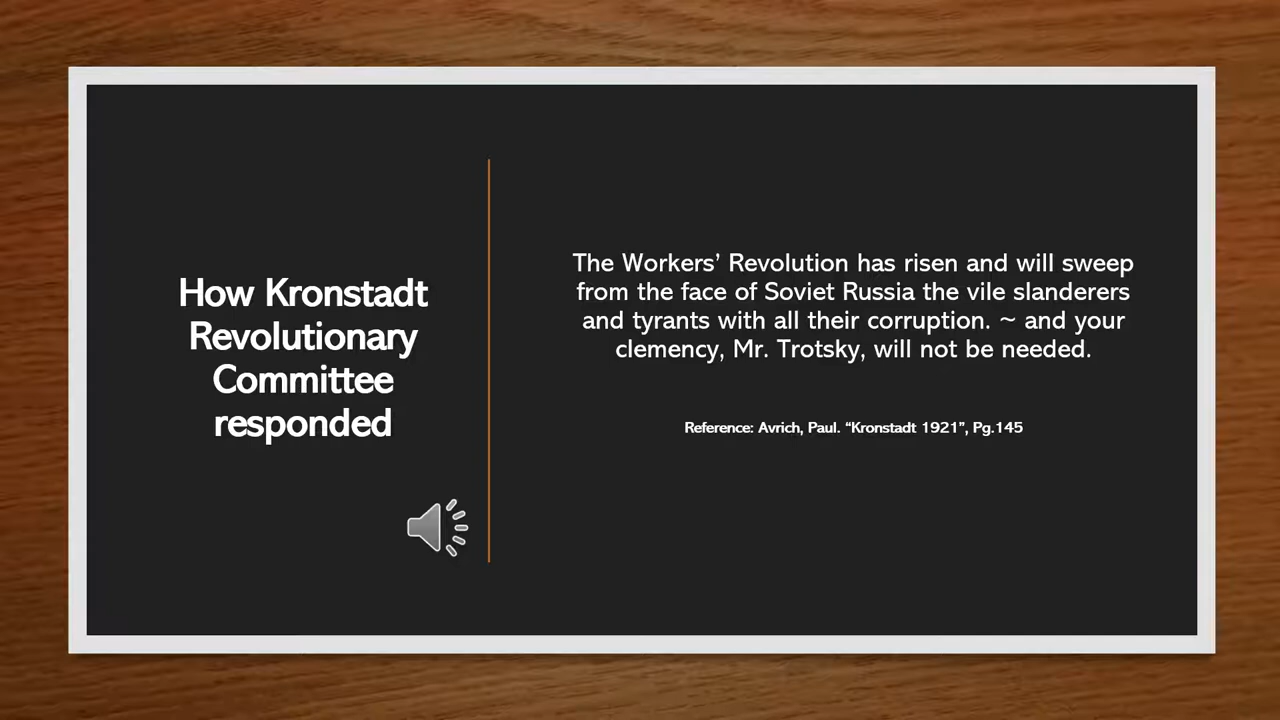 How Kronstadt
Revolutionary
Committee
responded
The Workers’ Revolution has risen and will sweep
from the face of Soviet Russia the vile slanderers
and tyrants with all their corruption. ~ and your
clemency, Mr. Trotsky, will not be needed.
Reference: Avrich, Paul. “Kronstadt 1921”, Pg.145